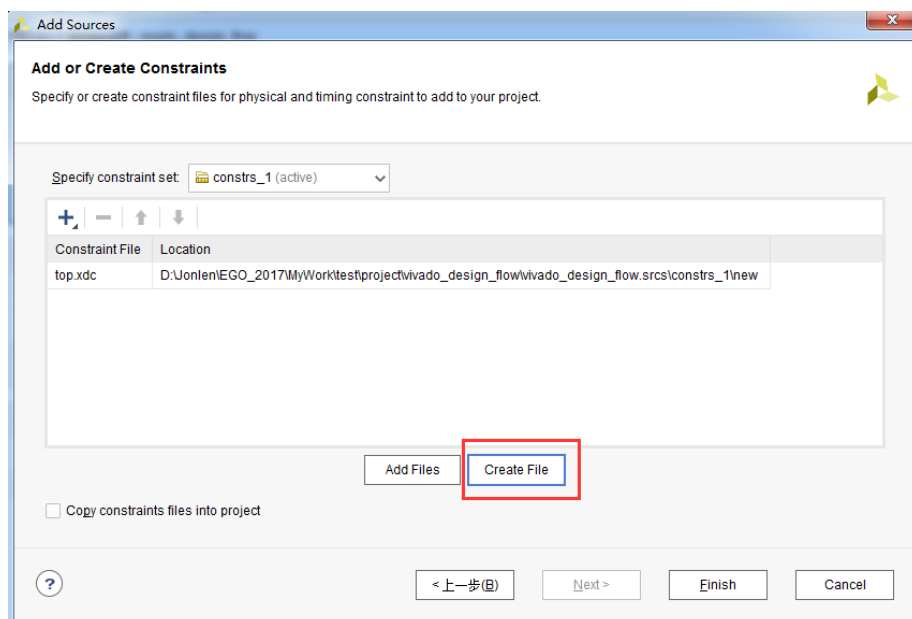 Add Sources
Add or Create Constraints
Specify or create constraint files for physical and timing constraint to add to your project.
Specify constraint set: constrs_1 (active)
Constraint File Location
top.xdc D:\Jonlen\EGO_2017\MyWork\test\project\vivado_design_flow\vivado_design_flow.srcs\constrs_1\new
Add Files Create File
Copy constraints files into project
? <上一步(B) Next > Finish Cancel